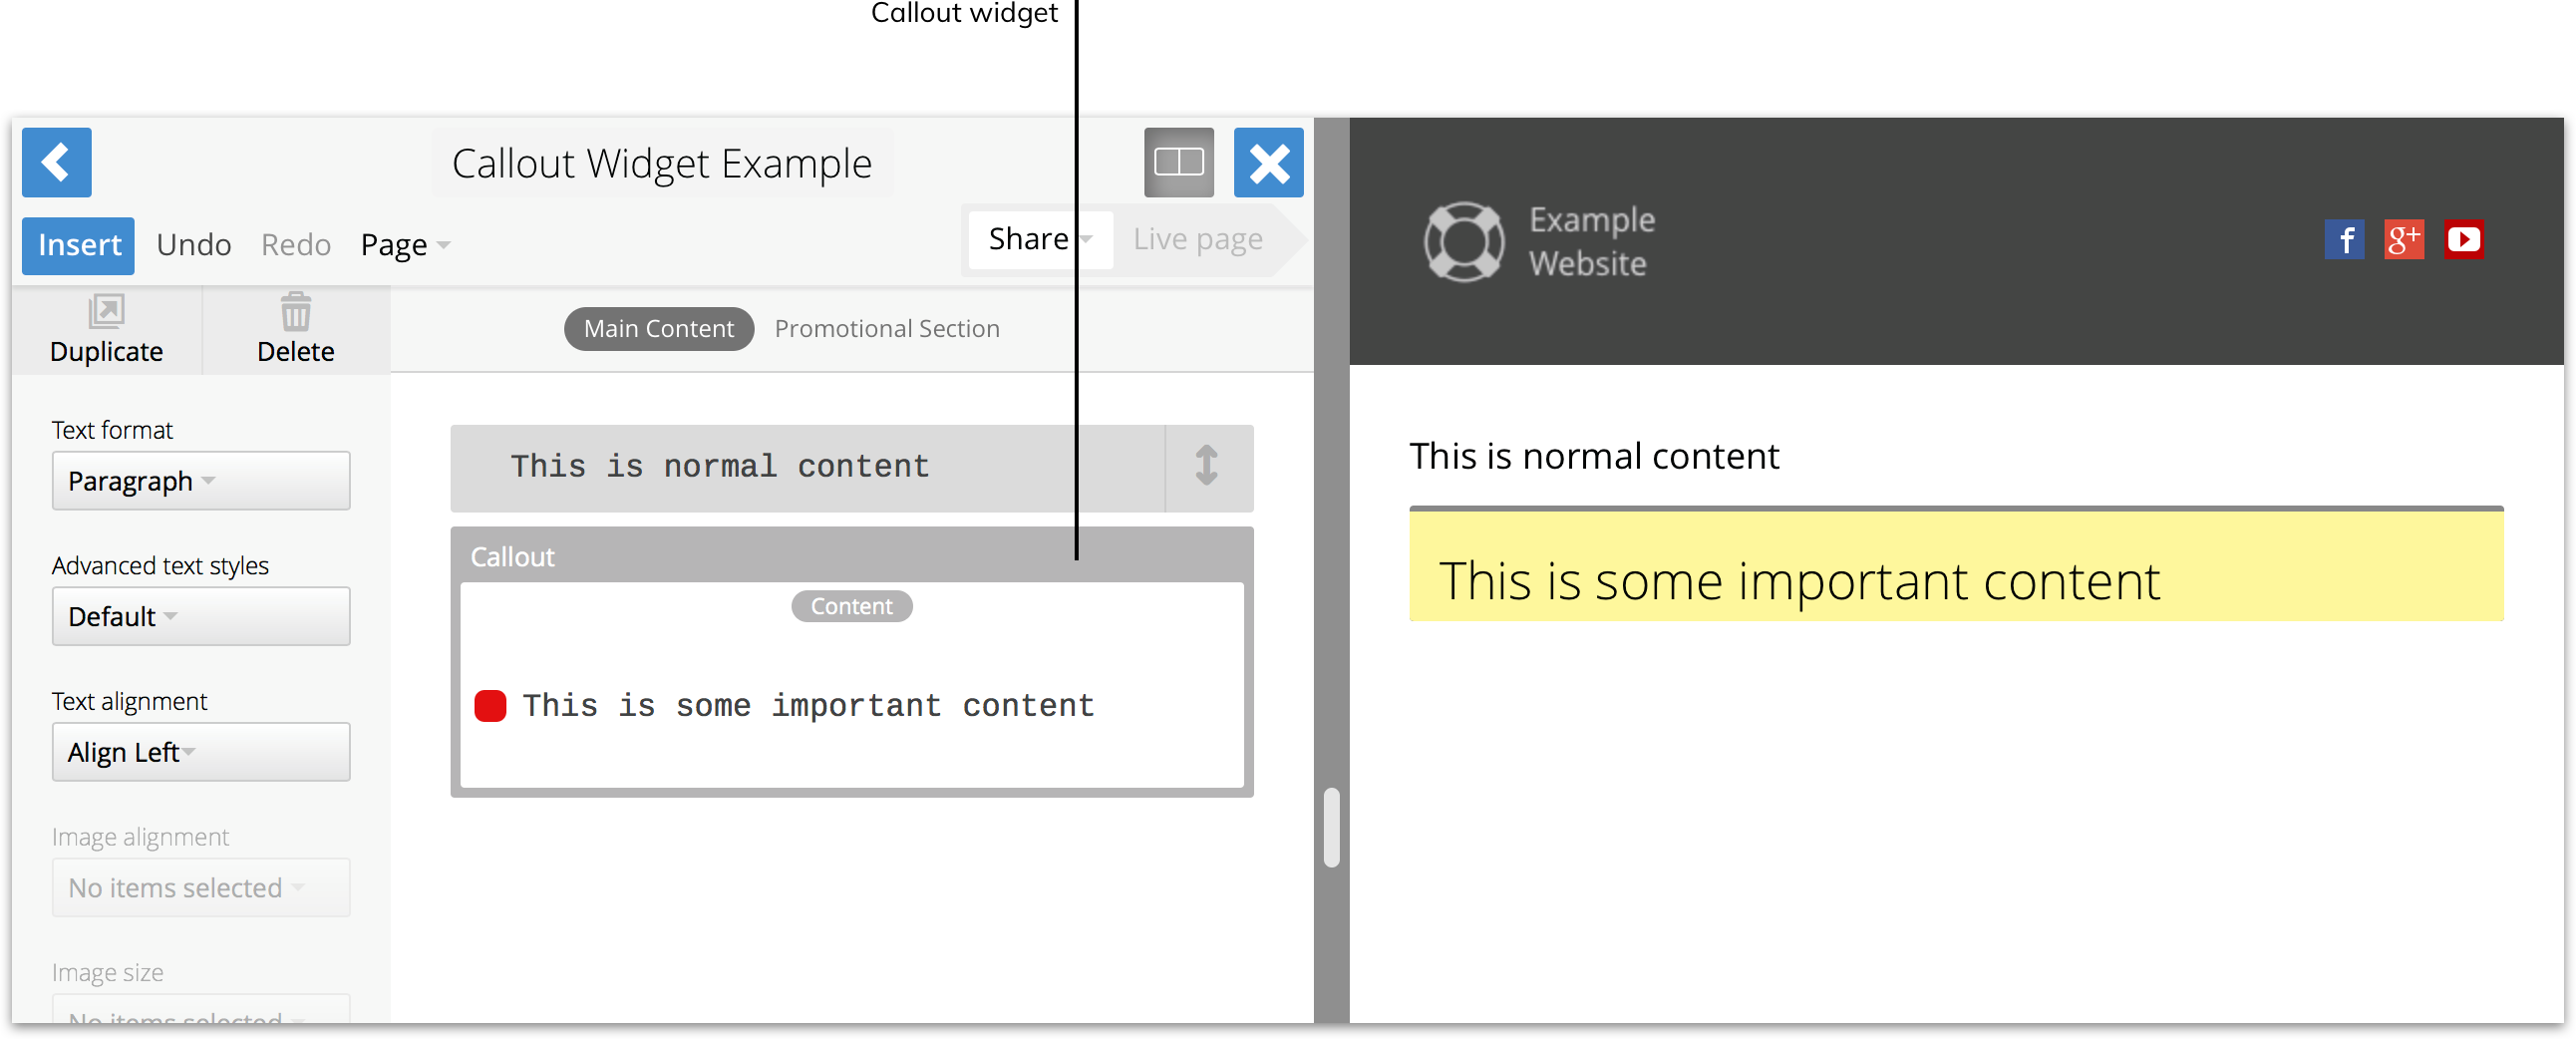 Callout widget
Callout Widget Example
Insert Undo Redo Page
Share Live page
Duplicate Delete
Main Content Promotional Section
Text format
Paragraph
Advanced text styles
Default
Text alignment
Align Left
Image alignment
No items selected
Image size
No items selected
This is normal content
Callout
Content
This is some important content
Example
Website
f g+
This is normal content
This is some important content